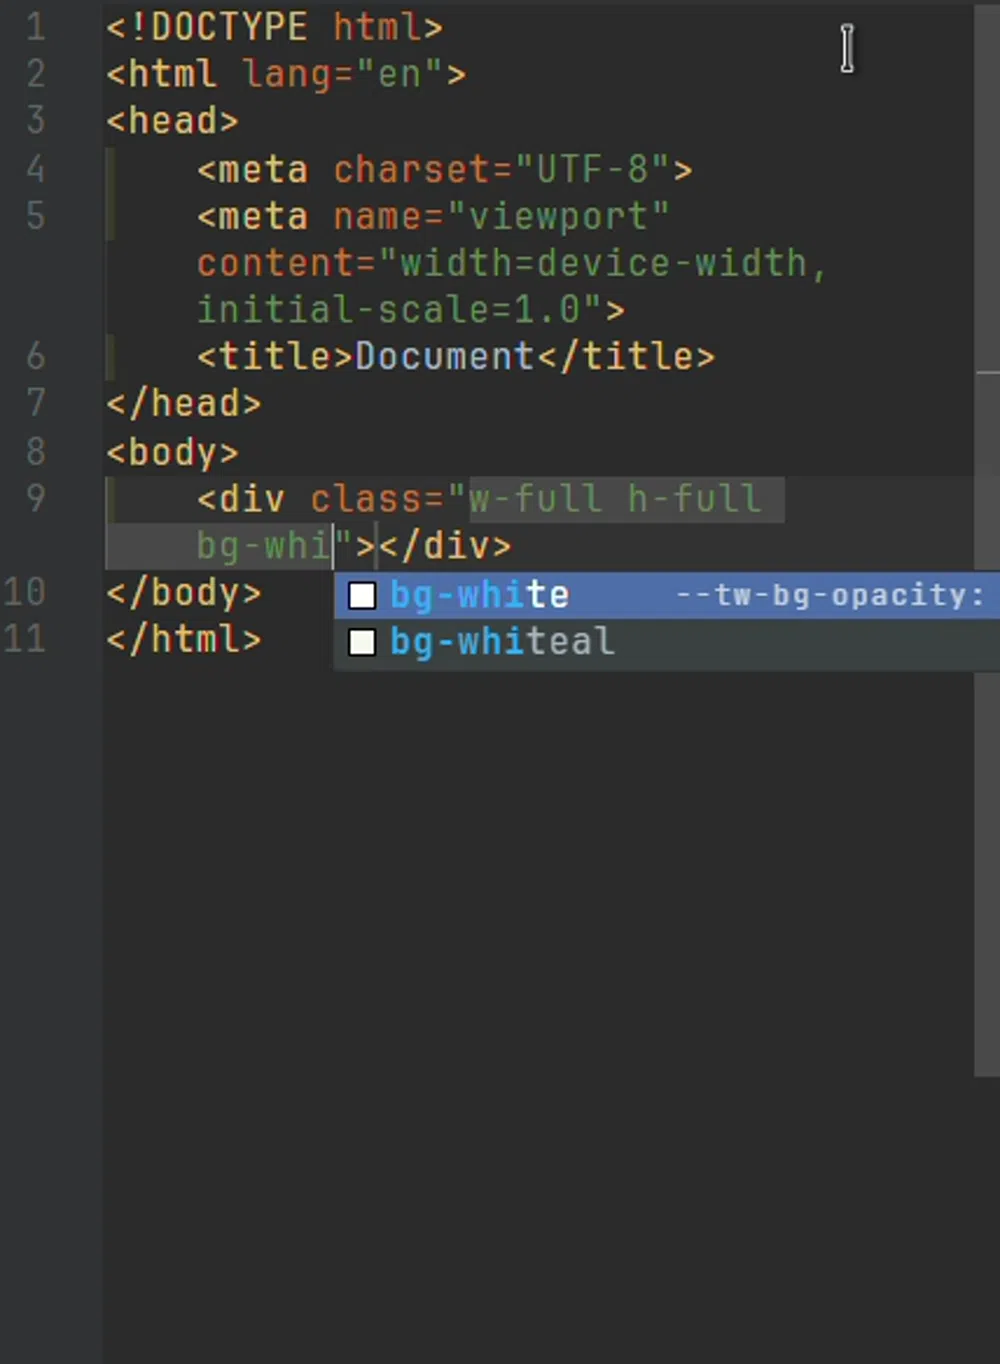 1 <!DOCTYPE html>
2 <html lang="en">
3 <head>
4 <meta charset="UTF-8">
5 <meta name="viewport"
content="width=device-width,
initial-scale=1.0">
6 <title>Document</title>
7 </head>
8 <body>
9 <div class="w-full h-full
bg-whi"></div>
10 </body>
bg-white --tw-bg-opacity:
11 </html>
bg-whiteal